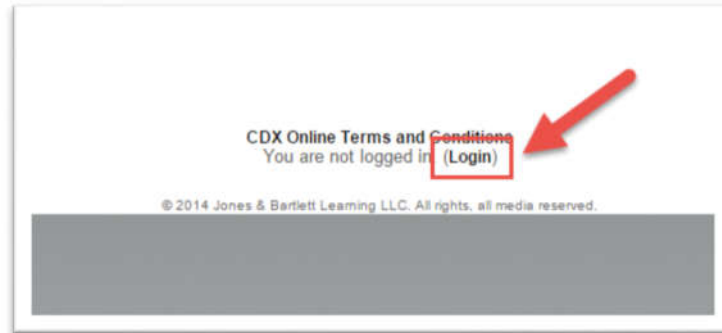 CDX Online Terms and Conditions
You are not logged in (Login)
© 2014 Jones & Bartlett Learning LLC. All rights, all media reserved.